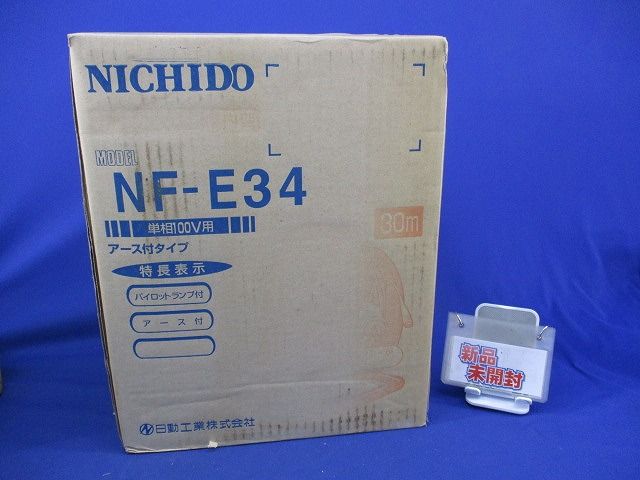 NICHIDO
MODEL
NF-E34
単相100V用
30m
アース付タイプ
特長表示
パイロットランプ付
アース付
日動工業株式会社
新品
未開封